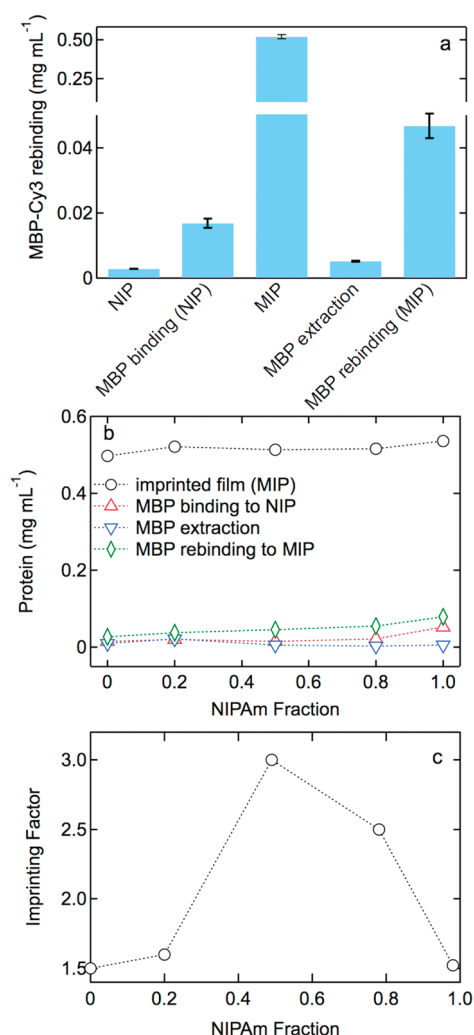 a
MBP-Cy3 rebinding (mg mL⁻¹)
0.50
0.25
0.04
0.02
0
NIP
MBP binding (NIP)
MIP
MBP extraction
MBP rebinding (MIP)
b
Protein (mg mL⁻¹)
0.6
0.4
0.2
0
imprinted film (MIP)
MBP binding to NIP
MBP extraction
MBP rebinding to MIP
0 0.2 0.4 0.6 0.8 1.0
NIPAm Fraction
c
Imprinting Factor
3.0
2.5
2.0
1.5
0 0.2 0.4 0.6 0.8 1.0
NIPAm Fraction